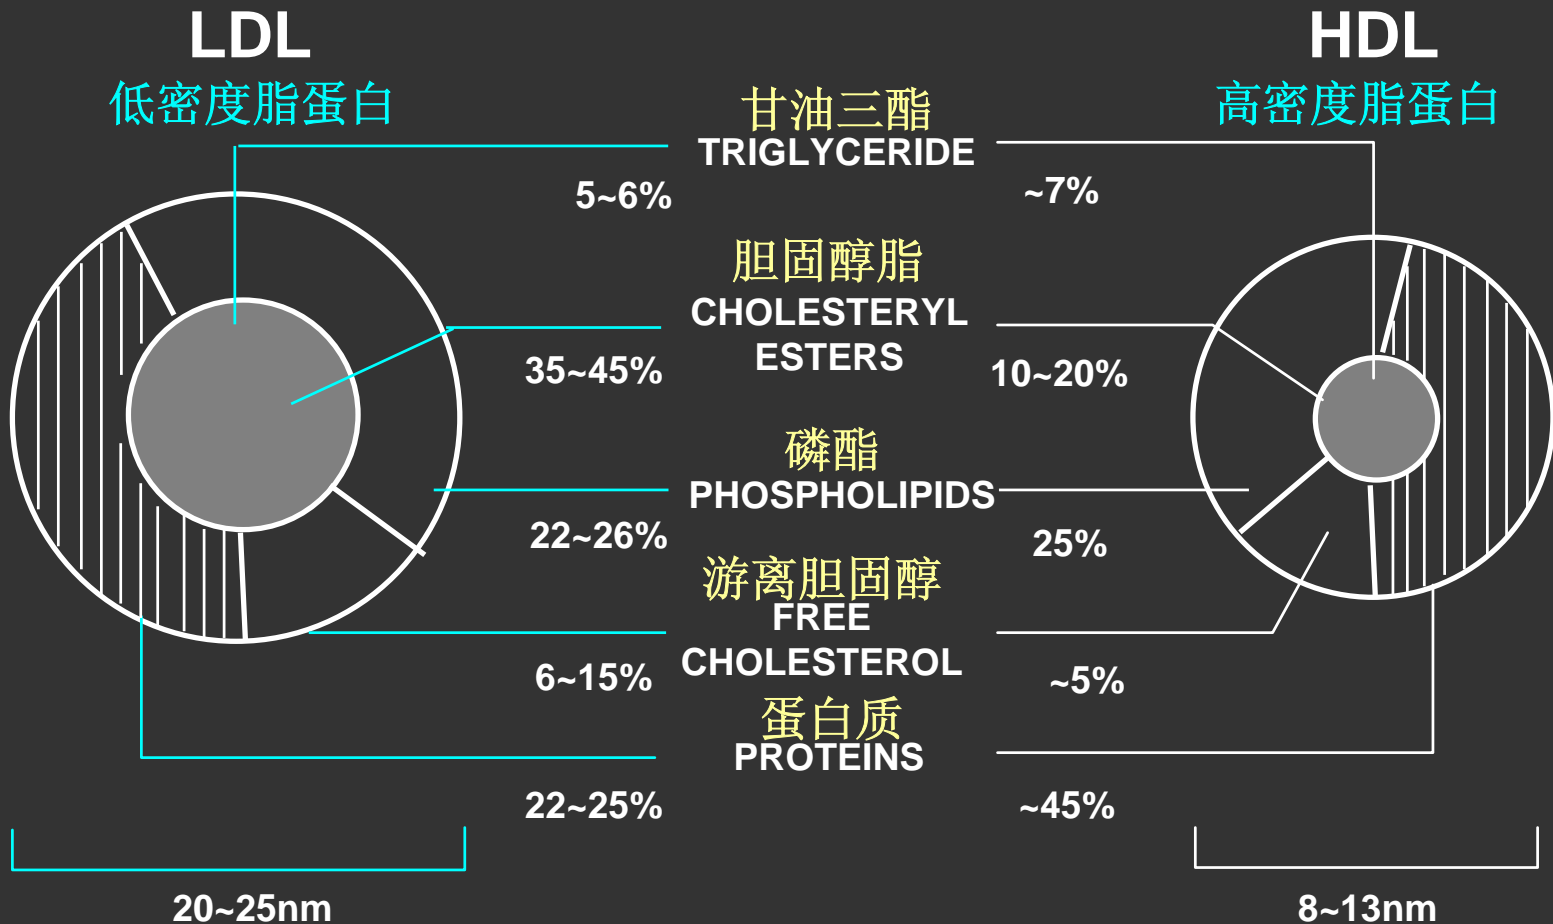 LDL
低密度脂蛋白
HDL
高密度脂蛋白
甘油三酯
TRIGLYCERIDE
5~6%
~7%
胆固醇脂
CHOLESTERYL
ESTERS
35~45%
10~20%
磷酯
PHOSPHOLIPIDS
22~26%
25%
游离胆固醇
FREE
CHOLESTEROL
6~15%
~5%
蛋白质
PROTEINS
22~25%
~45%
20~25nm
8~13nm